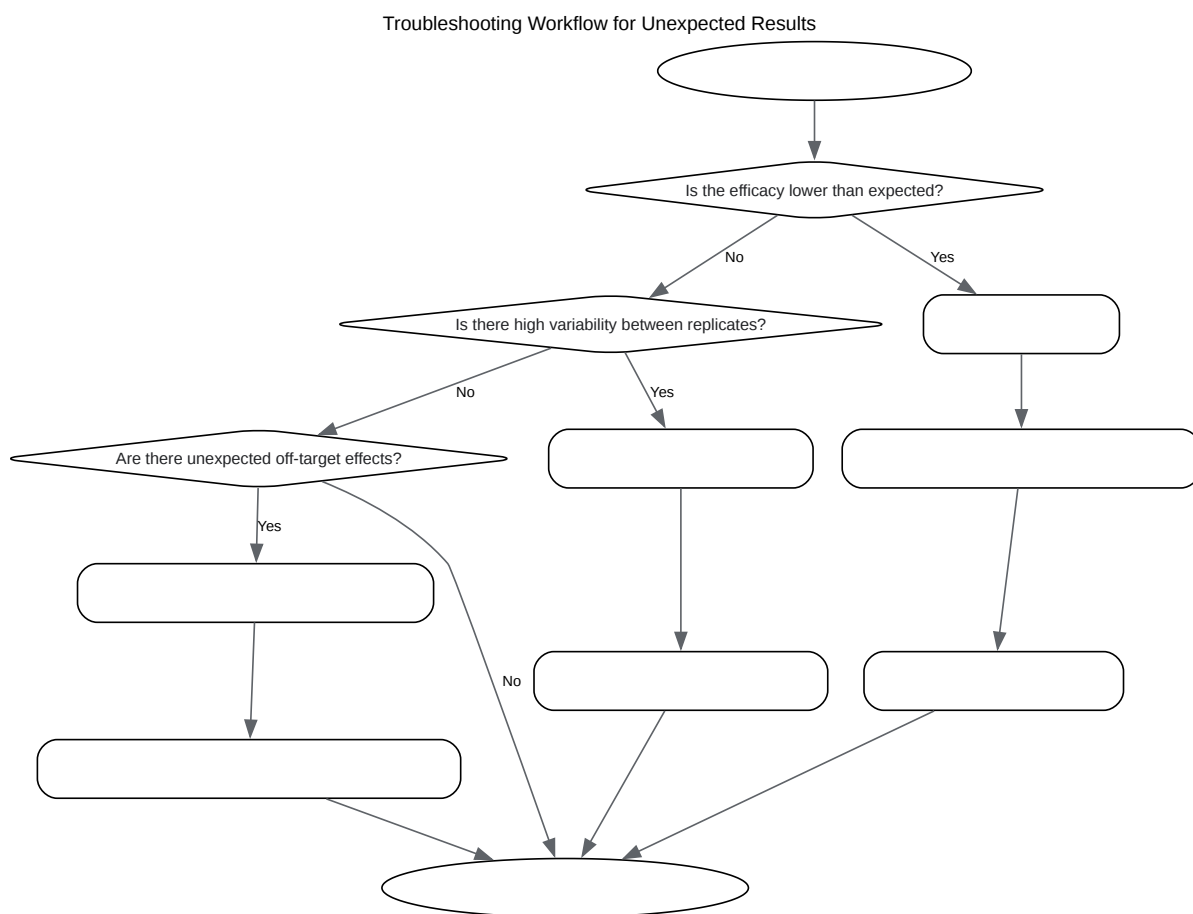 Troubleshooting Workflow for Unexpected Results
Is the efficacy lower than expected?
No
Yes
Is there high variability between replicates?
No
Yes
Are there unexpected off-target effects?
Yes
No